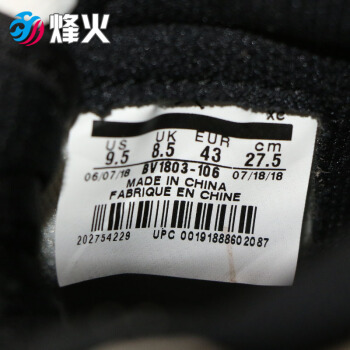 烽火
xe
US UK EUR cm
9.5 8.5 43 27.5
06/07/18 BV1803-106 07/18/18
MADE IN CHINA
FABRIQUE EN CHINE
202754229 UPC 00191888602087